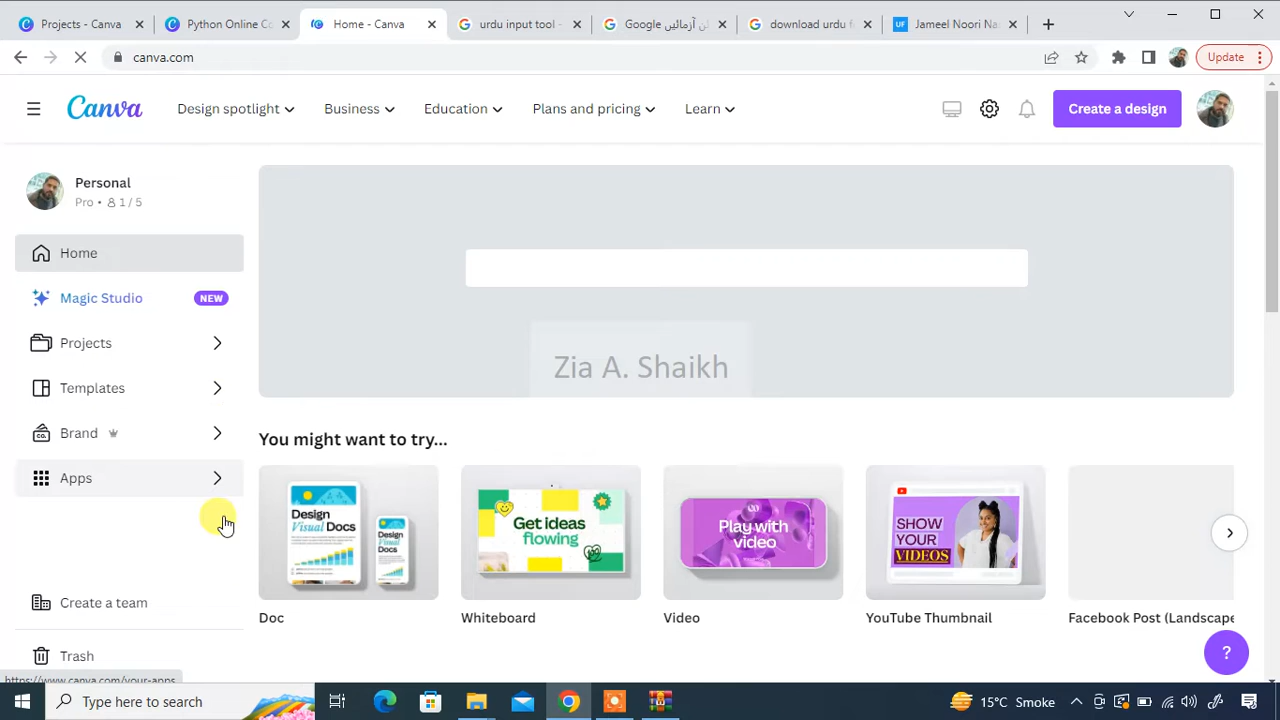 Projects - Canva
Python Online Co
Home - Canva
urdu input tool -
Google ن آزمائیں
download urdu f
UF
Jameel Noori Na
canva.com
Update
Canva
Design spotlight
Business
Education
Plans and pricing
Learn
Create a design
Personal
Pro • 1 / 5
Home
Magic Studio
NEW
Projects
Templates
Brand
Apps
Create a team
Trash
https://www.canva.com/your-apps
Zia A. Shaikh
You might want to try...
Design
Visual Docs
Design
Visual
Docs
Get ideas
flowing
Play with
video
SHOW
YOUR
VIDEOS
Doc
Whiteboard
Video
YouTube Thumbnail
Facebook Post (Landscape
?
Type here to search
15°C Smoke